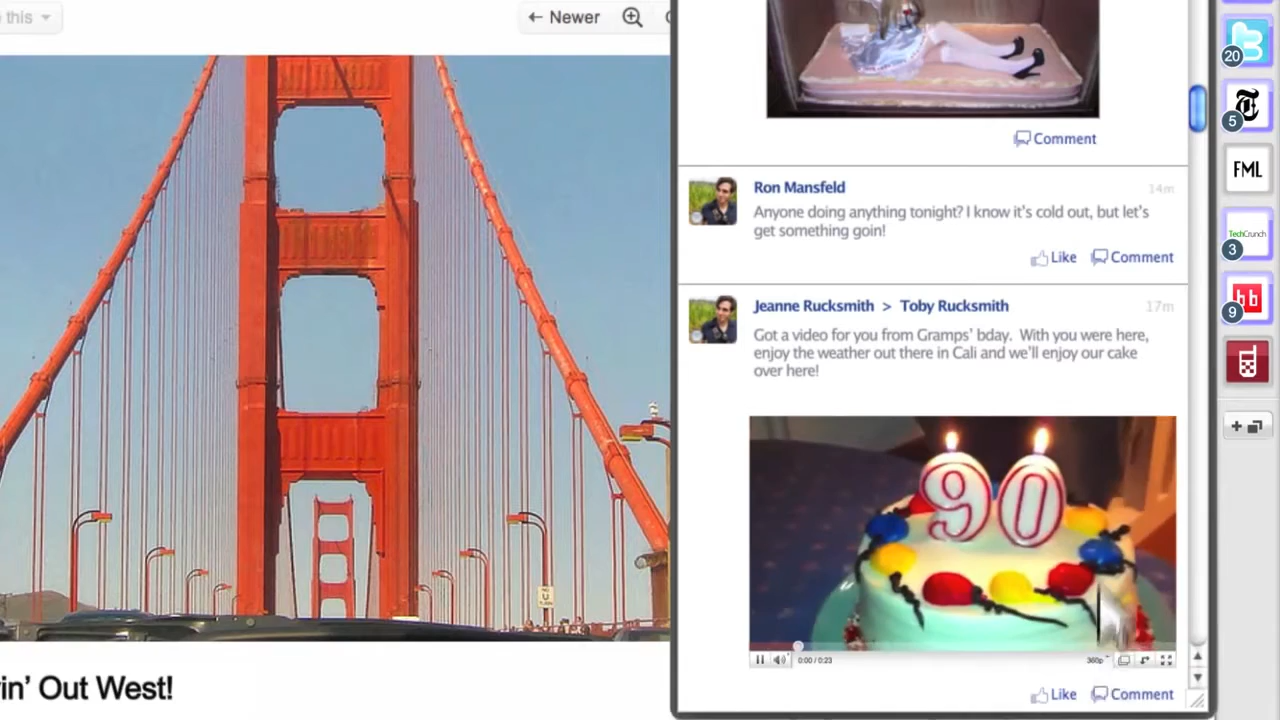 this
← Newer
in' Out West!
Comment
Ron Mansfeld
14m
Anyone doing anything tonight? I know it's cold out, but let's
get something goin!
Like
Comment
Jeanne Rucksmith > Toby Rucksmith
17m
Got a video for you from Gramps' bday. With you were here,
enjoy the weather out there in Cali and we'll enjoy our cake
over here!
90
0:00 / 0:23
360p
Like
Comment
20
T
5
FML
TechCrunch
3
bb
9